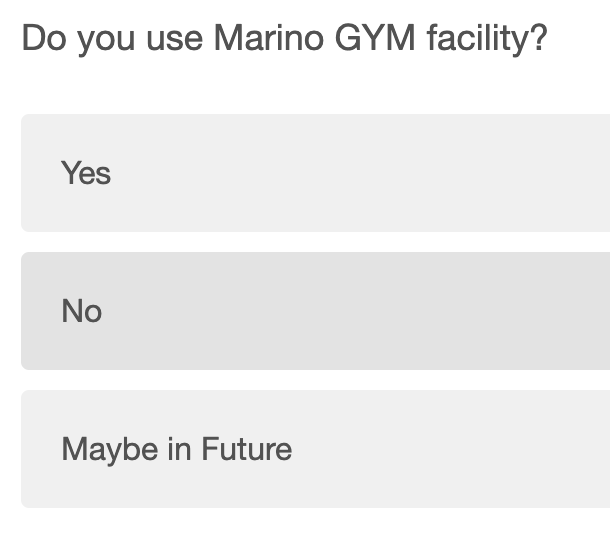 Do you use Marino GYM facility?
Yes
No
Maybe in Future